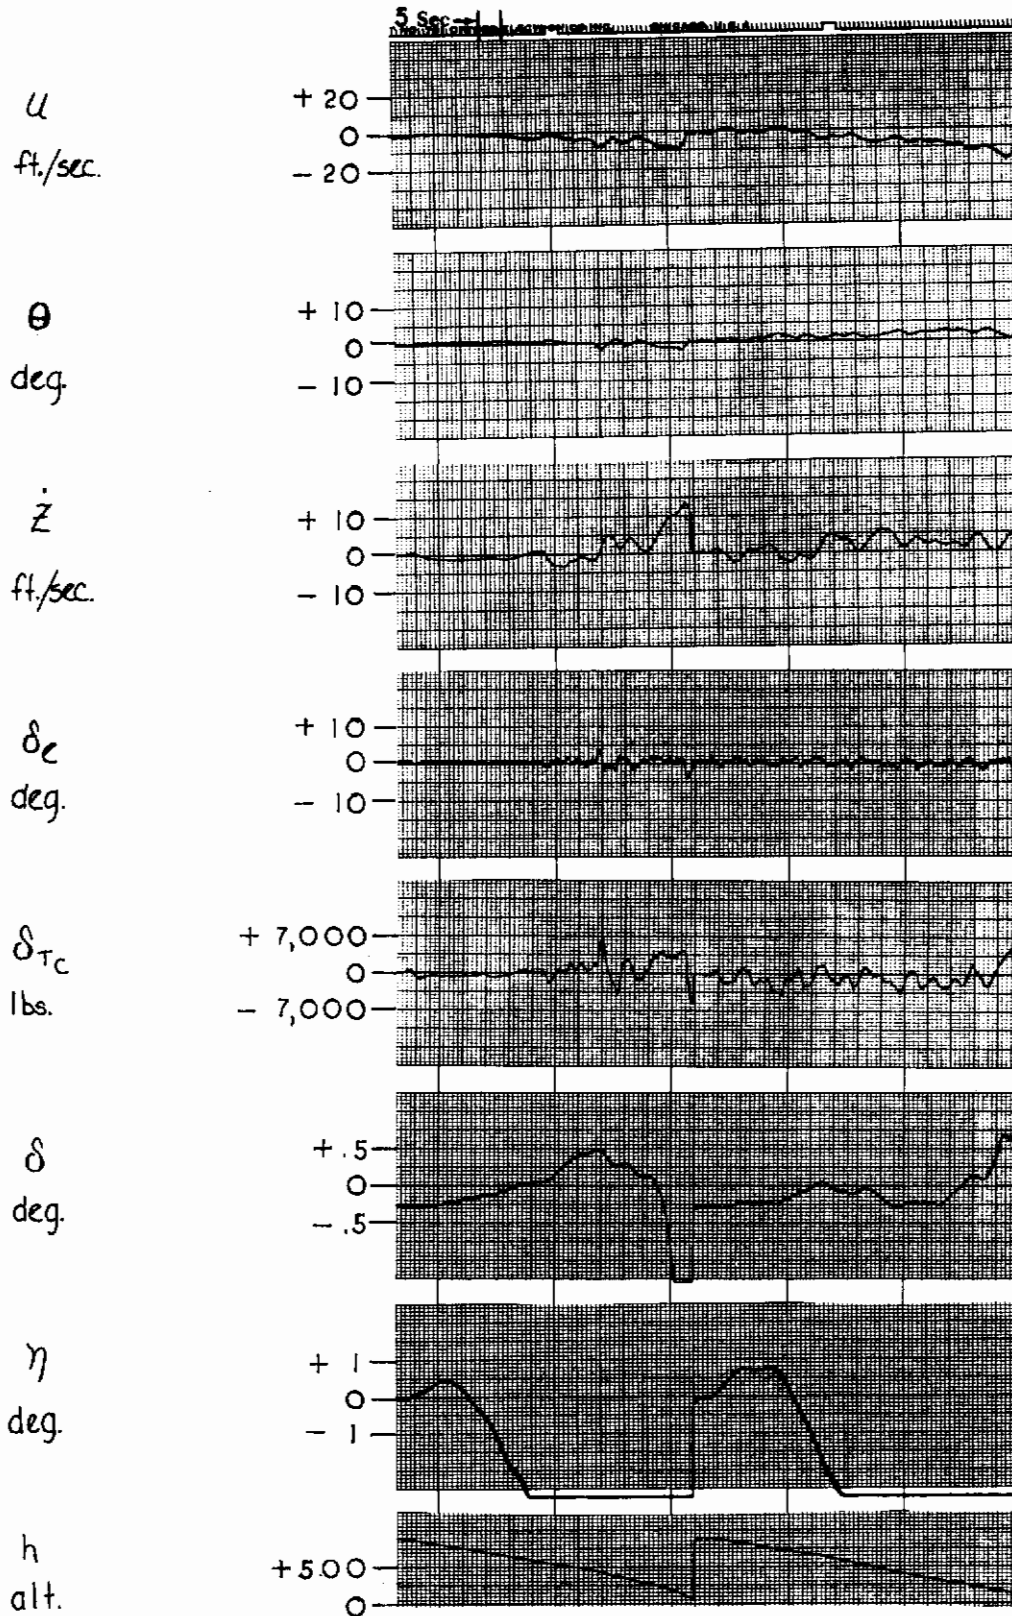 5 Sec
u
+ 20
0
ft./sec.
- 20
θ
+ 10
0
deg.
- 10
ż
+ 10
0
ft./sec.
- 10
δe
+ 10
0
deg.
- 10
δTc
+ 7,000
0
lbs.
- 7,000
δ
+ .5
0
deg.
- .5
η
+ 1
0
deg.
- 1
h
+500
alt.
0